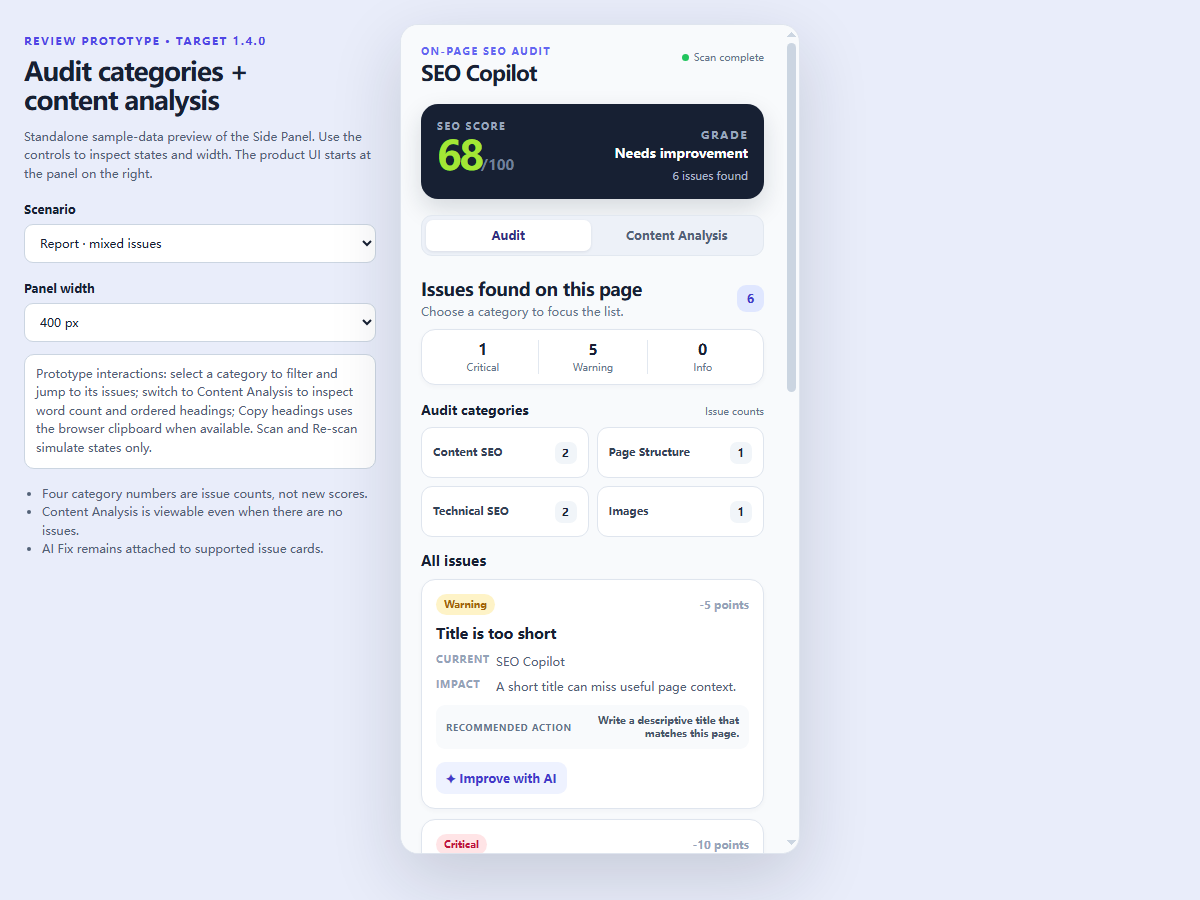 REVIEW PROTOTYPE • TARGET 1.4.0
Audit categories +
content analysis
Standalone sample-data preview of the Side Panel. Use the
controls to inspect states and width. The product UI starts at
the panel on the right.
Scenario
Report · mixed issues
Panel width
400 px
Prototype interactions: select a category to filter and
jump to its issues; switch to Content Analysis to inspect
word count and ordered headings; Copy headings uses
the browser clipboard when available. Scan and Re-scan
simulate states only.
• Four category numbers are issue counts, not new scores.
• Content Analysis is viewable even when there are no
issues.
• AI Fix remains attached to supported issue cards.
ON-PAGE SEO AUDIT
SEO Copilot
Scan complete
SEO SCORE
68/100
GRADE
Needs improvement
6 issues found
Audit
Content Analysis
Issues found on this page
Choose a category to focus the list.
6
1
Critical
5
Warning
0
Info
Audit categories
Issue counts
Content SEO 2
Page Structure 1
Technical SEO 2
Images 1
All issues
Warning
-5 points
Title is too short
CURRENT SEO Copilot
IMPACT A short title can miss useful page context.
RECOMMENDED ACTION
Write a descriptive title that
matches this page.
✦ Improve with AI
Critical
-10 points